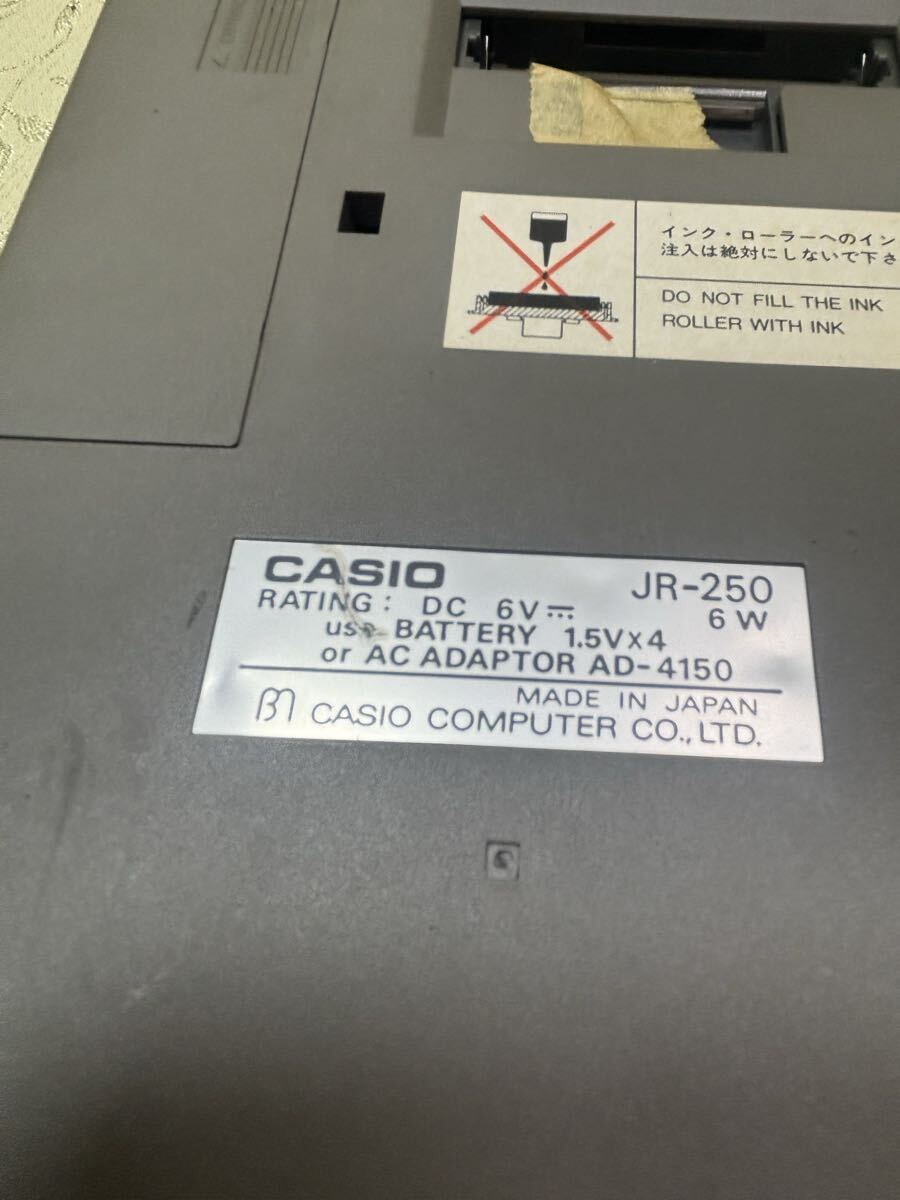 インク・ローラーへのイン
注入は絶対にしないで下さ
DO NOT FILL THE INK
ROLLER WITH INK
CASIO JR-250
RATING: DC 6V⎓ 6W
use BATTERY 1.5V×4
or AC ADAPTOR AD-4150
MADE IN JAPAN
CASIO COMPUTER CO., LTD.